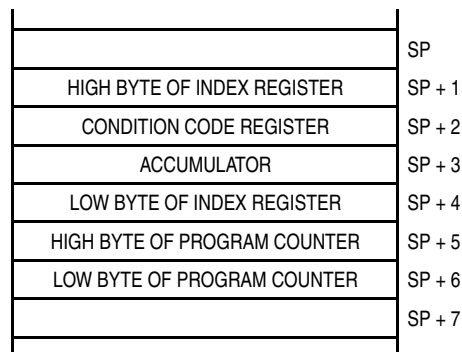 SP
HIGH BYTE OF INDEX REGISTER SP + 1
CONDITION CODE REGISTER SP + 2
ACCUMULATOR SP + 3
LOW BYTE OF INDEX REGISTER SP + 4
HIGH BYTE OF PROGRAM COUNTER SP + 5
LOW BYTE OF PROGRAM COUNTER SP + 6
SP + 7